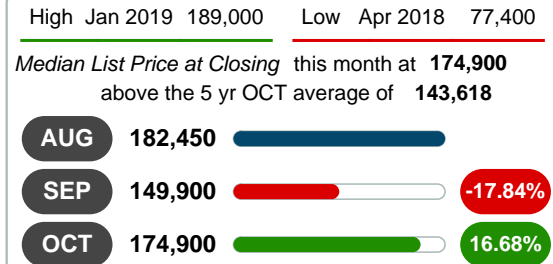 High Jan 2019 189,000 Low Apr 2018 77,400
Median List Price at Closing this month at 174,900
above the 5 yr OCT average of 143,618
AUG 182,450
SEP 149,900 -17.84%
OCT 174,900 16.68%